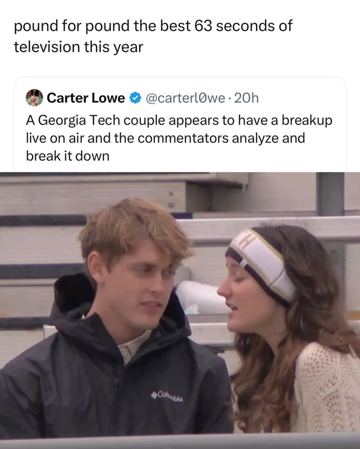 pound for pound the best 63 seconds of
television this year
Carter Lowe @carterl0we · 20h
A Georgia Tech couple appears to have a breakup
live on air and the commentators analyze and
break it down
Columbia